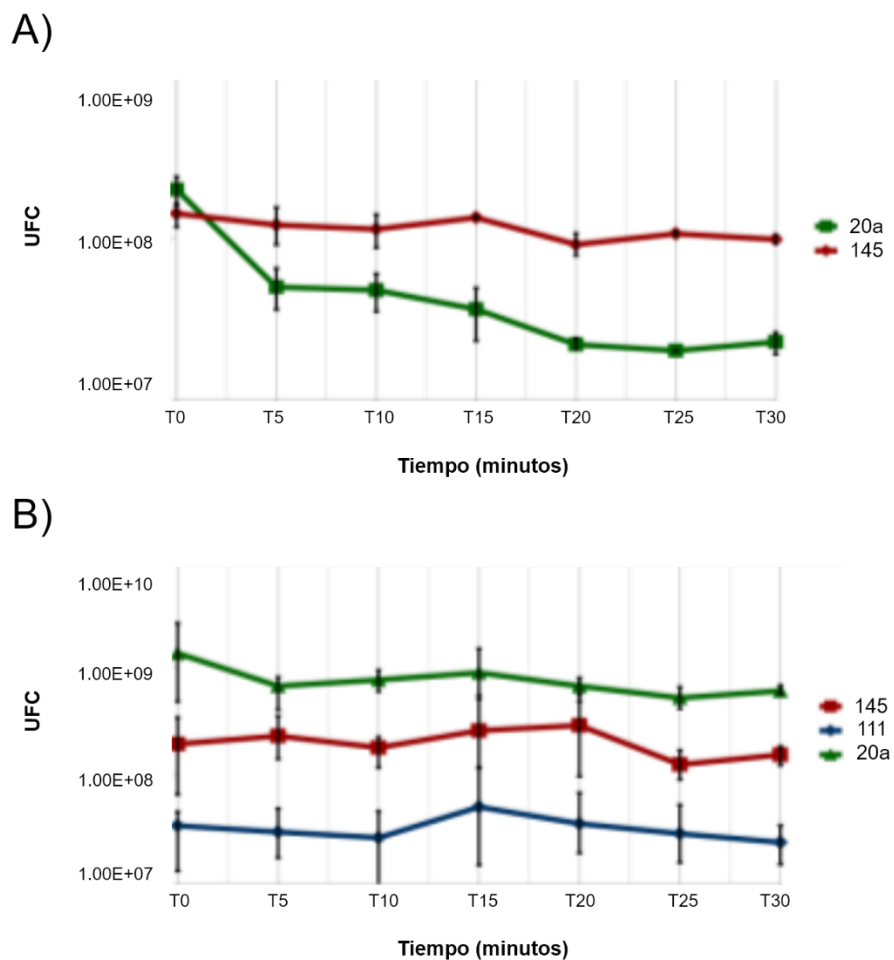 A)
1.00E+09
1.00E+08
1.00E+07
UFC
T0 T5 T10 T15 T20 T25 T30
Tiempo (minutos)
20a
145
B)
1.00E+10
1.00E+09
1.00E+08
1.00E+07
UFC
T0 T5 T10 T15 T20 T25 T30
Tiempo (minutos)
145
111
20a